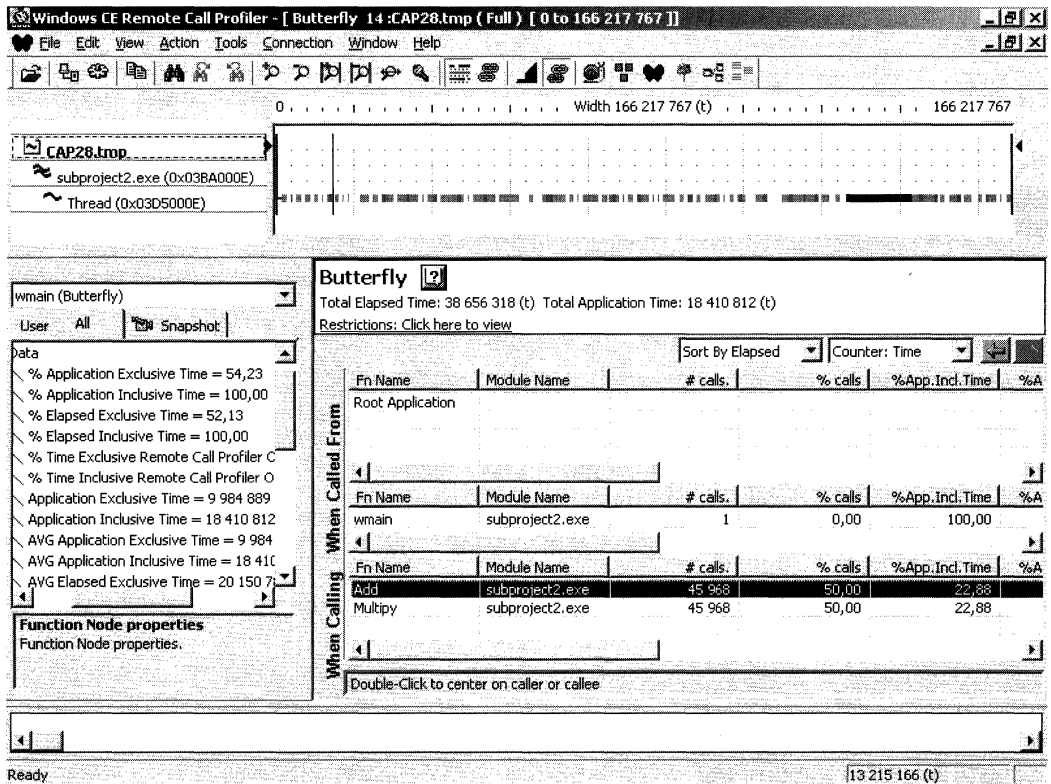 Windows CE Remote Call Profiler - [ Butterfly 14 :CAP28.tmp ( Full ) [ 0 to 166 217 767 ]]
File Edit View Action Tools Connection Window Help
0 Width 166 217 767 (t) 166 217 767
CAP28.tmp
subproject2.exe (0x03BA000E)
Thread (0x03D5000E)
wmain (Butterfly)
User All Snapshot
Data
% Application Exclusive Time = 54,23
% Application Inclusive Time = 100,00
% Elapsed Exclusive Time = 52,13
% Elapsed Inclusive Time = 100,00
% Time Exclusive Remote Call Profiler O
% Time Inclusive Remote Call Profiler O
Application Exclusive Time = 9 984 889
Application Inclusive Time = 18 410 812
AVG Application Exclusive Time = 9 984
AVG Application Inclusive Time = 18 410
AVG Elapsed Exclusive Time = 20 150 7
Function Node properties
Function Node properties.
Butterfly
Total Elapsed Time: 38 656 318 (t) Total Application Time: 18 410 812 (t)
Restrictions: Click here to view
Sort By Elapsed Counter: Time
When Called From
Fn Name Module Name # calls. % calls %App.Incl.Time %A
Root Application
Fn Name Module Name # calls. % calls %App.Incl.Time %A
wmain subproject2.exe 1 0,00 100,00
When Calling
Fn Name Module Name # calls. % calls %App.Incl.Time %A
Add subproject2.exe 45 968 50,00 22,88
Multipy subproject2.exe 45 968 50,00 22,88
Double-Click to center on caller or callee
Ready 13 215 166 (t)